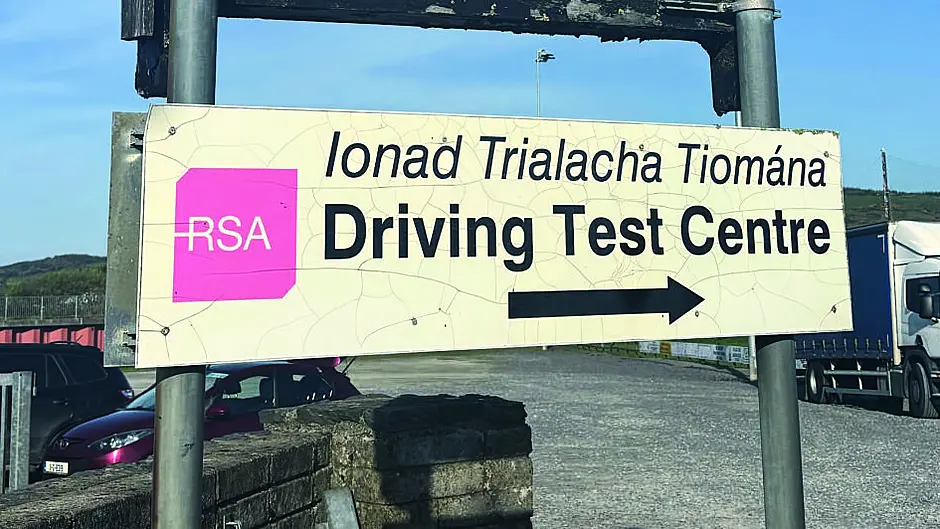 Ionad Trialacha Tiomána
RSA
Driving Test Centre